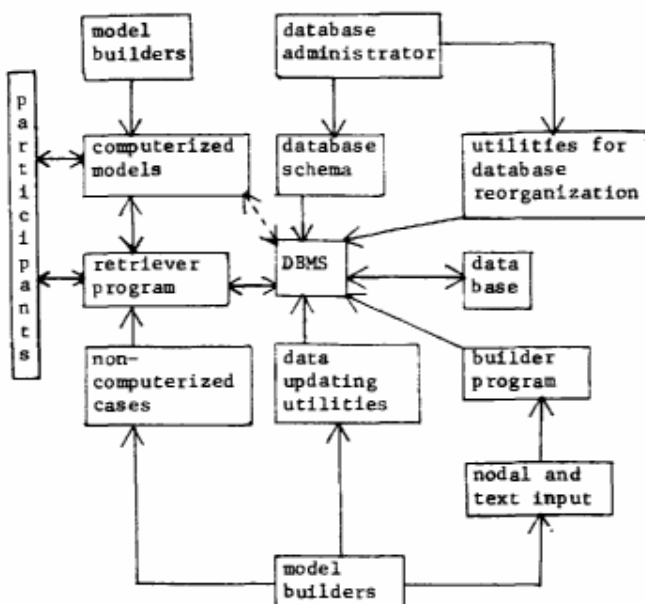 model
builders
database
administrator
participants
computerized
models
database
schema
utilities for
database
reorganization
retriever
program
DBMS
data
base
non-
computerized
cases
data
updating
utilities
builder
program
nodal and
text input
model
builders